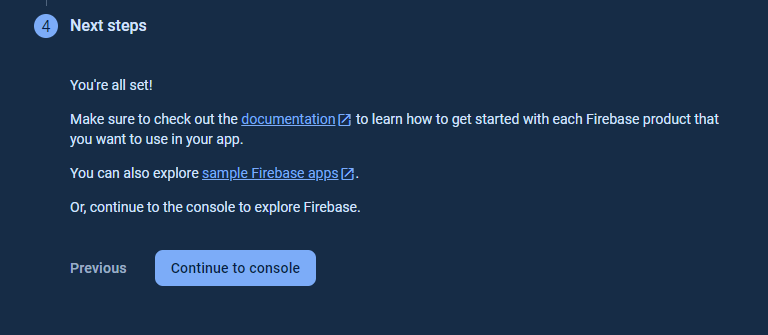 4 Next steps
You're all set!
Make sure to check out the documentation to learn how to get started with each Firebase product that
you want to use in your app.
You can also explore sample Firebase apps.
Or, continue to the console to explore Firebase.
Previous Continue to console